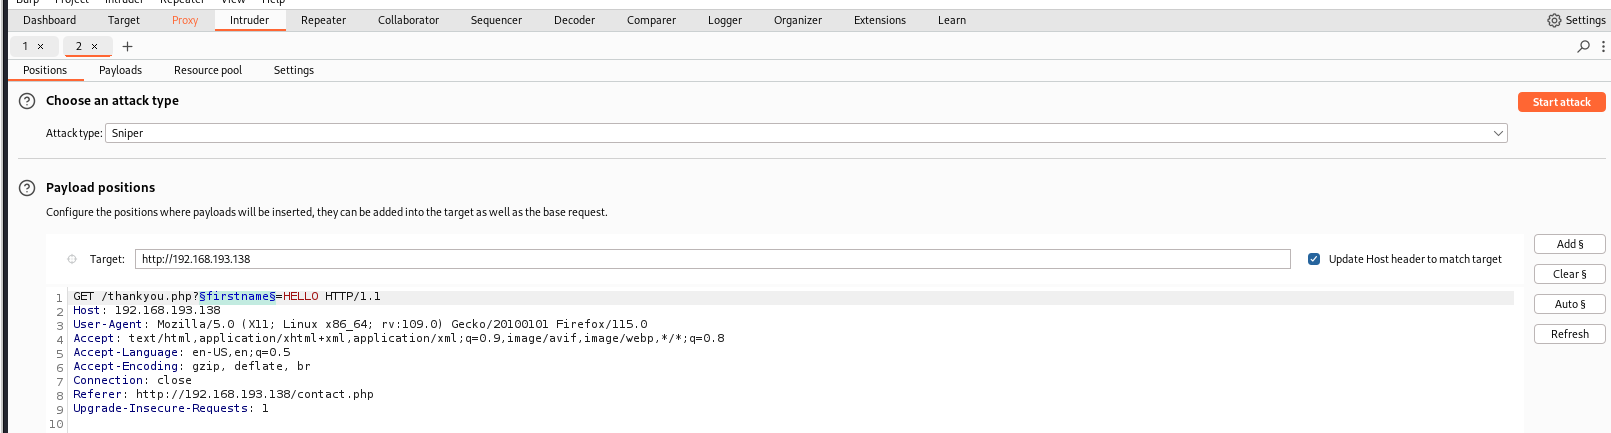 Burp Project Intruder Repeater View Help
Dashboard Target Proxy Intruder Repeater Collaborator Sequencer Decoder Comparer Logger Organizer Extensions Learn Settings
1 × 2 × +
Positions Payloads Resource pool Settings
? Choose an attack type
Start attack
Attack type: Sniper
? Payload positions
Configure the positions where payloads will be inserted, they can be added into the target as well as the base request.
Add §
Target: http://192.168.193.138 Update Host header to match target
Clear §
1 GET /thankyou.php?§firstname§=HELLO HTTP/1.1
Auto §
2 Host: 192.168.193.138
3 User-Agent: Mozilla/5.0 (X11; Linux x86_64; rv:109.0) Gecko/20100101 Firefox/115.0
Refresh
4 Accept: text/html,application/xhtml+xml,application/xml;q=0.9,image/avif,image/webp,*/*;q=0.8
5 Accept-Language: en-US,en;q=0.5
6 Accept-Encoding: gzip, deflate, br
7 Connection: close
8 Referer: http://192.168.193.138/contact.php
9 Upgrade-Insecure-Requests: 1
10